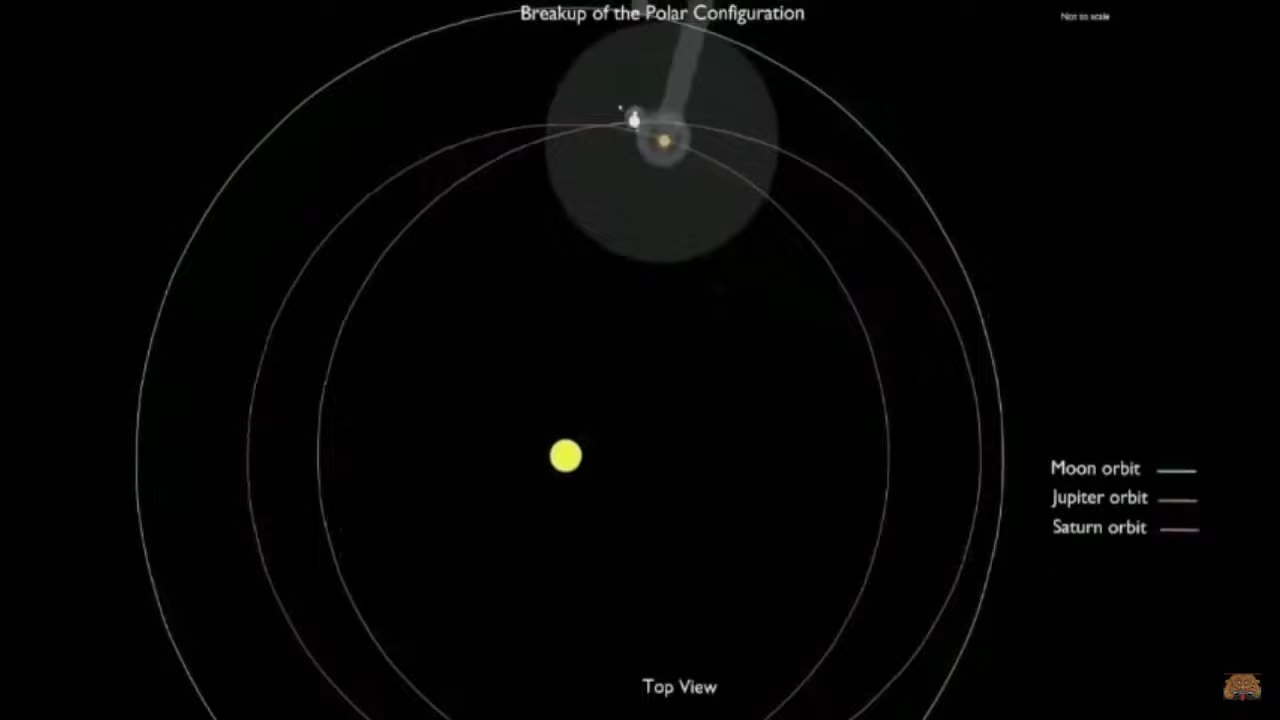 Breakup of the Polar Configuration
Not to scale
Moon orbit
Jupiter orbit
Saturn orbit
Top View